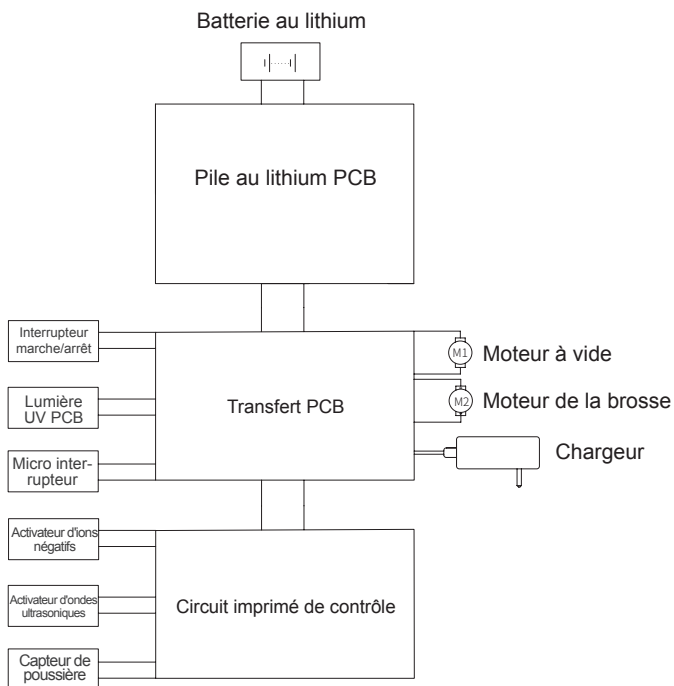 Batterie au lithium
Pile au lithium PCB
Interrupteur
marche/arrêt
M1
Moteur à vide
Lumière
UV PCB
Transfert PCB
M2
Moteur de la brosse
Micro inter-
rupteur
Chargeur
Activateur d'ions
négatifs
Activateur d'ondes
ultrasoniques
Circuit imprimé de contrôle
Capteur de
poussière